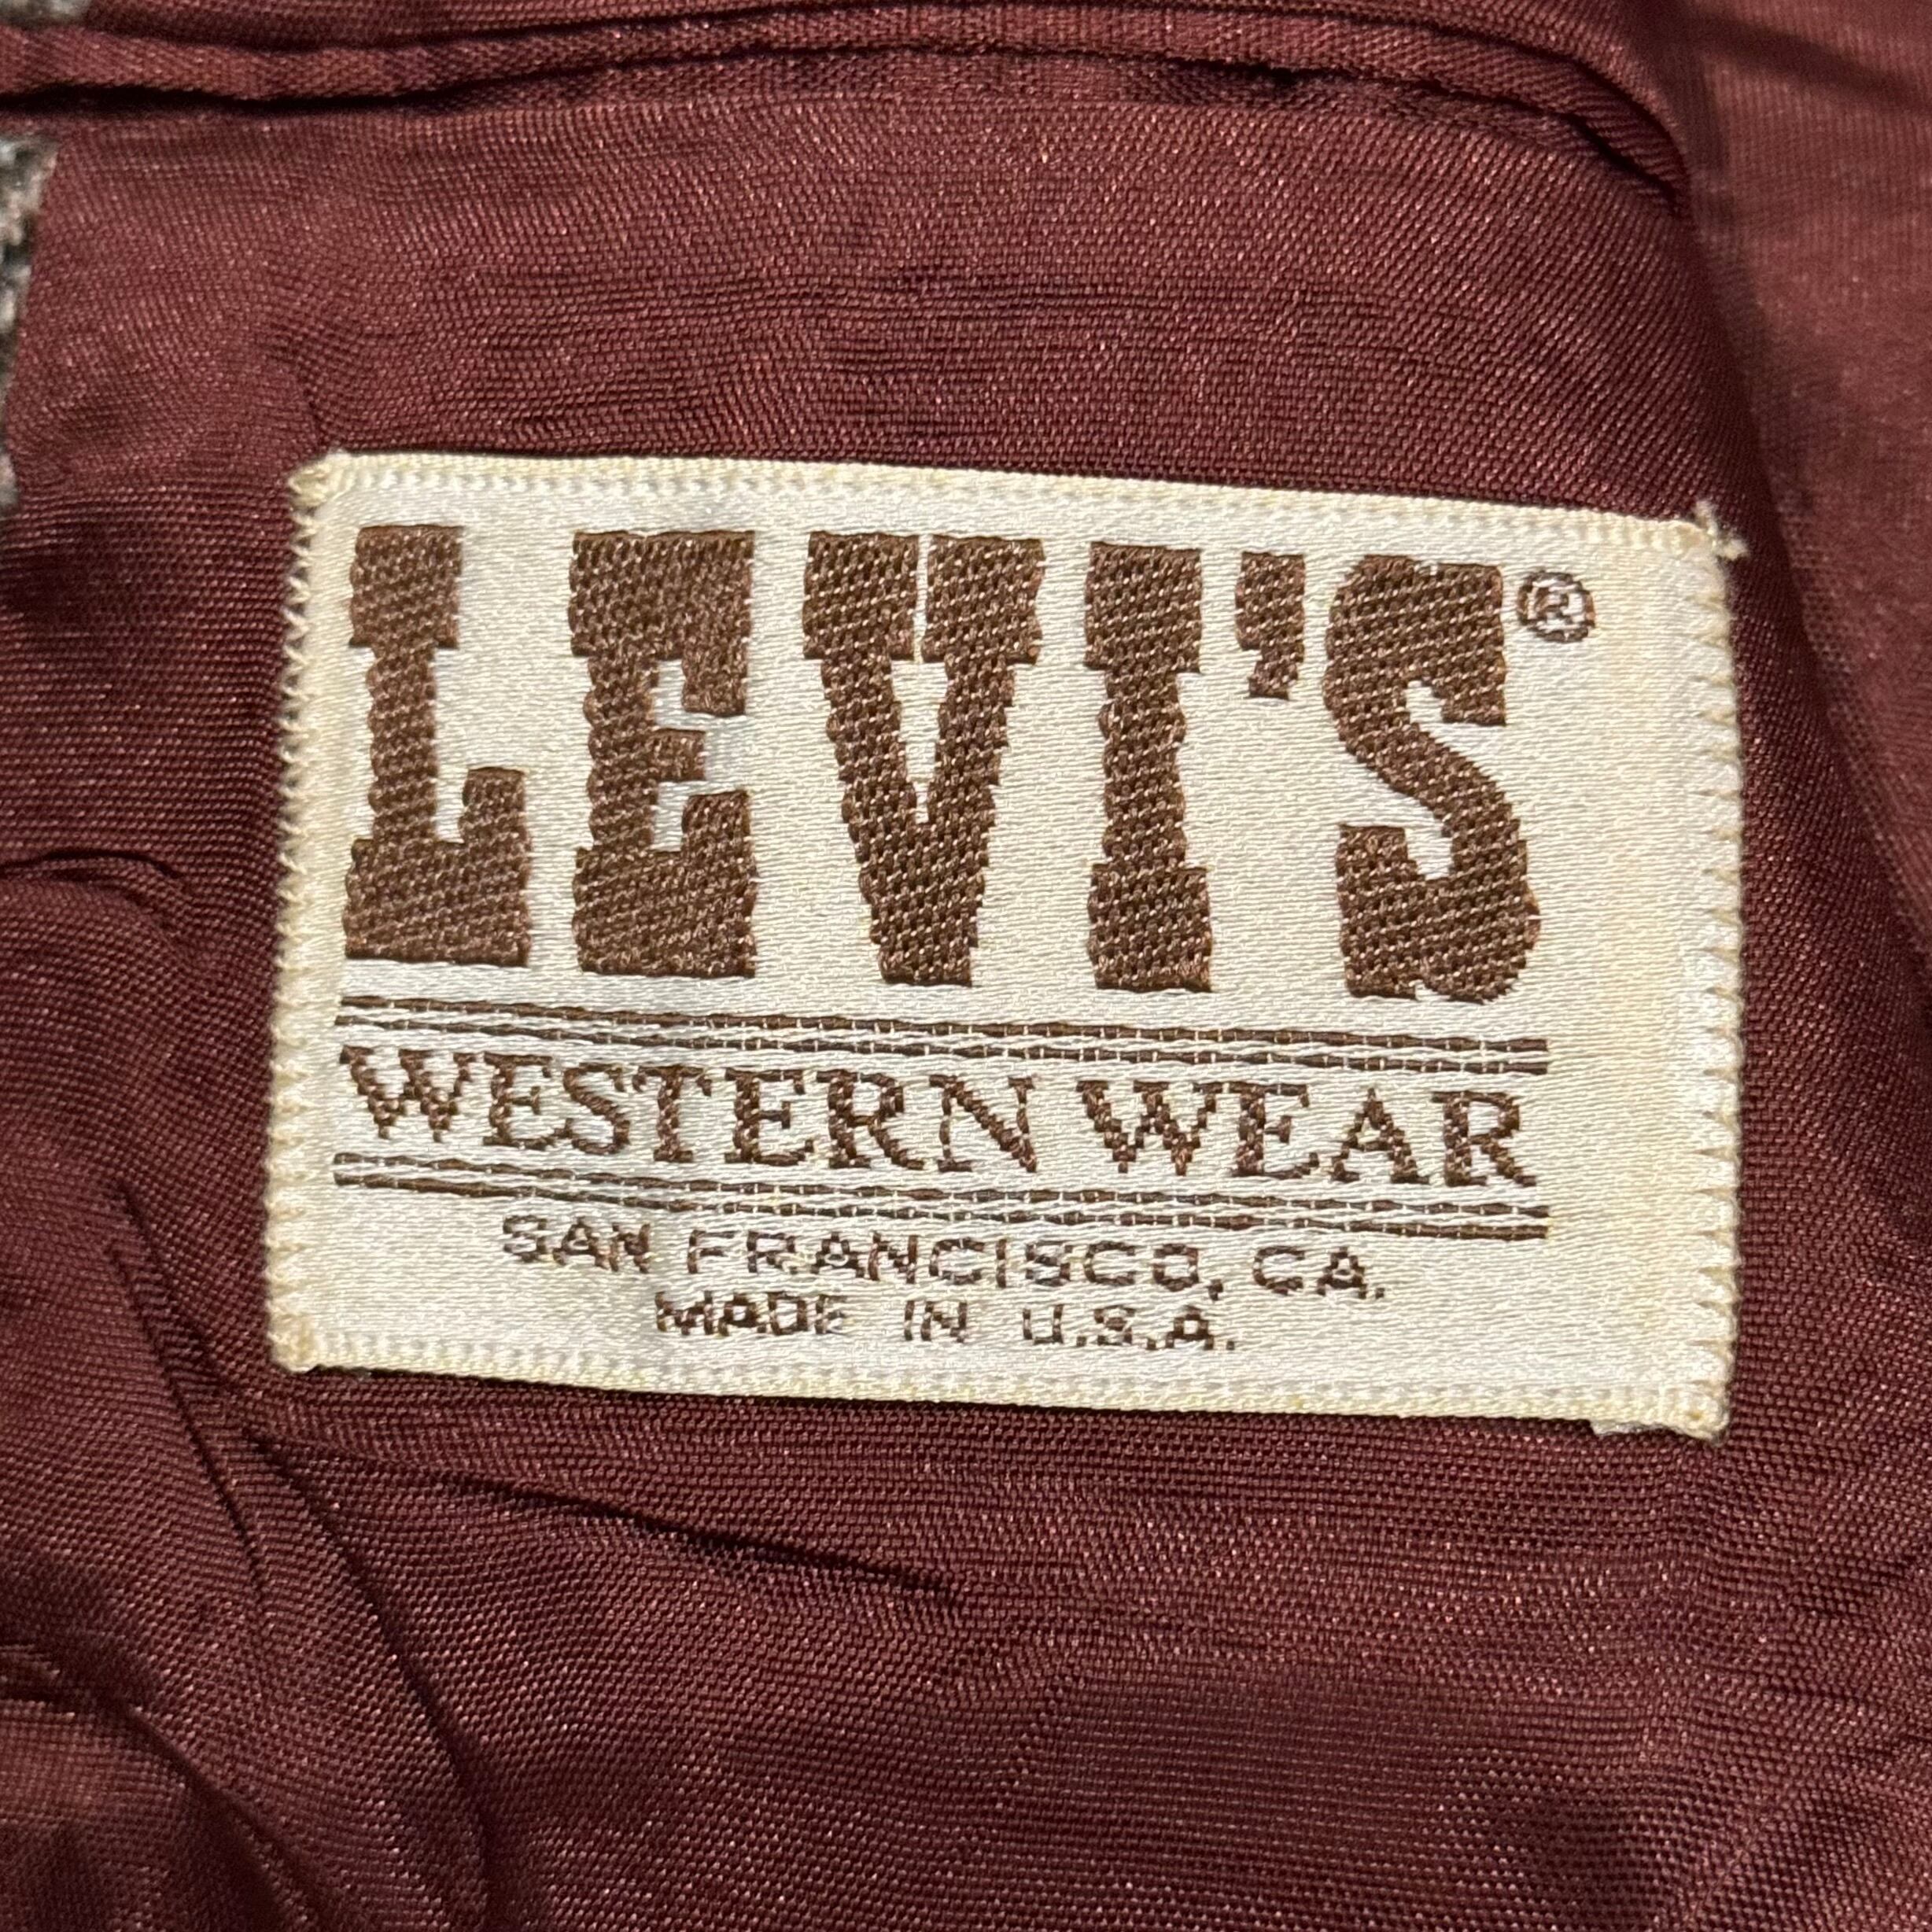 LEVI'S®
WESTERN WEAR
SAN FRANCISCO, CA.
MADE IN U.S.A.